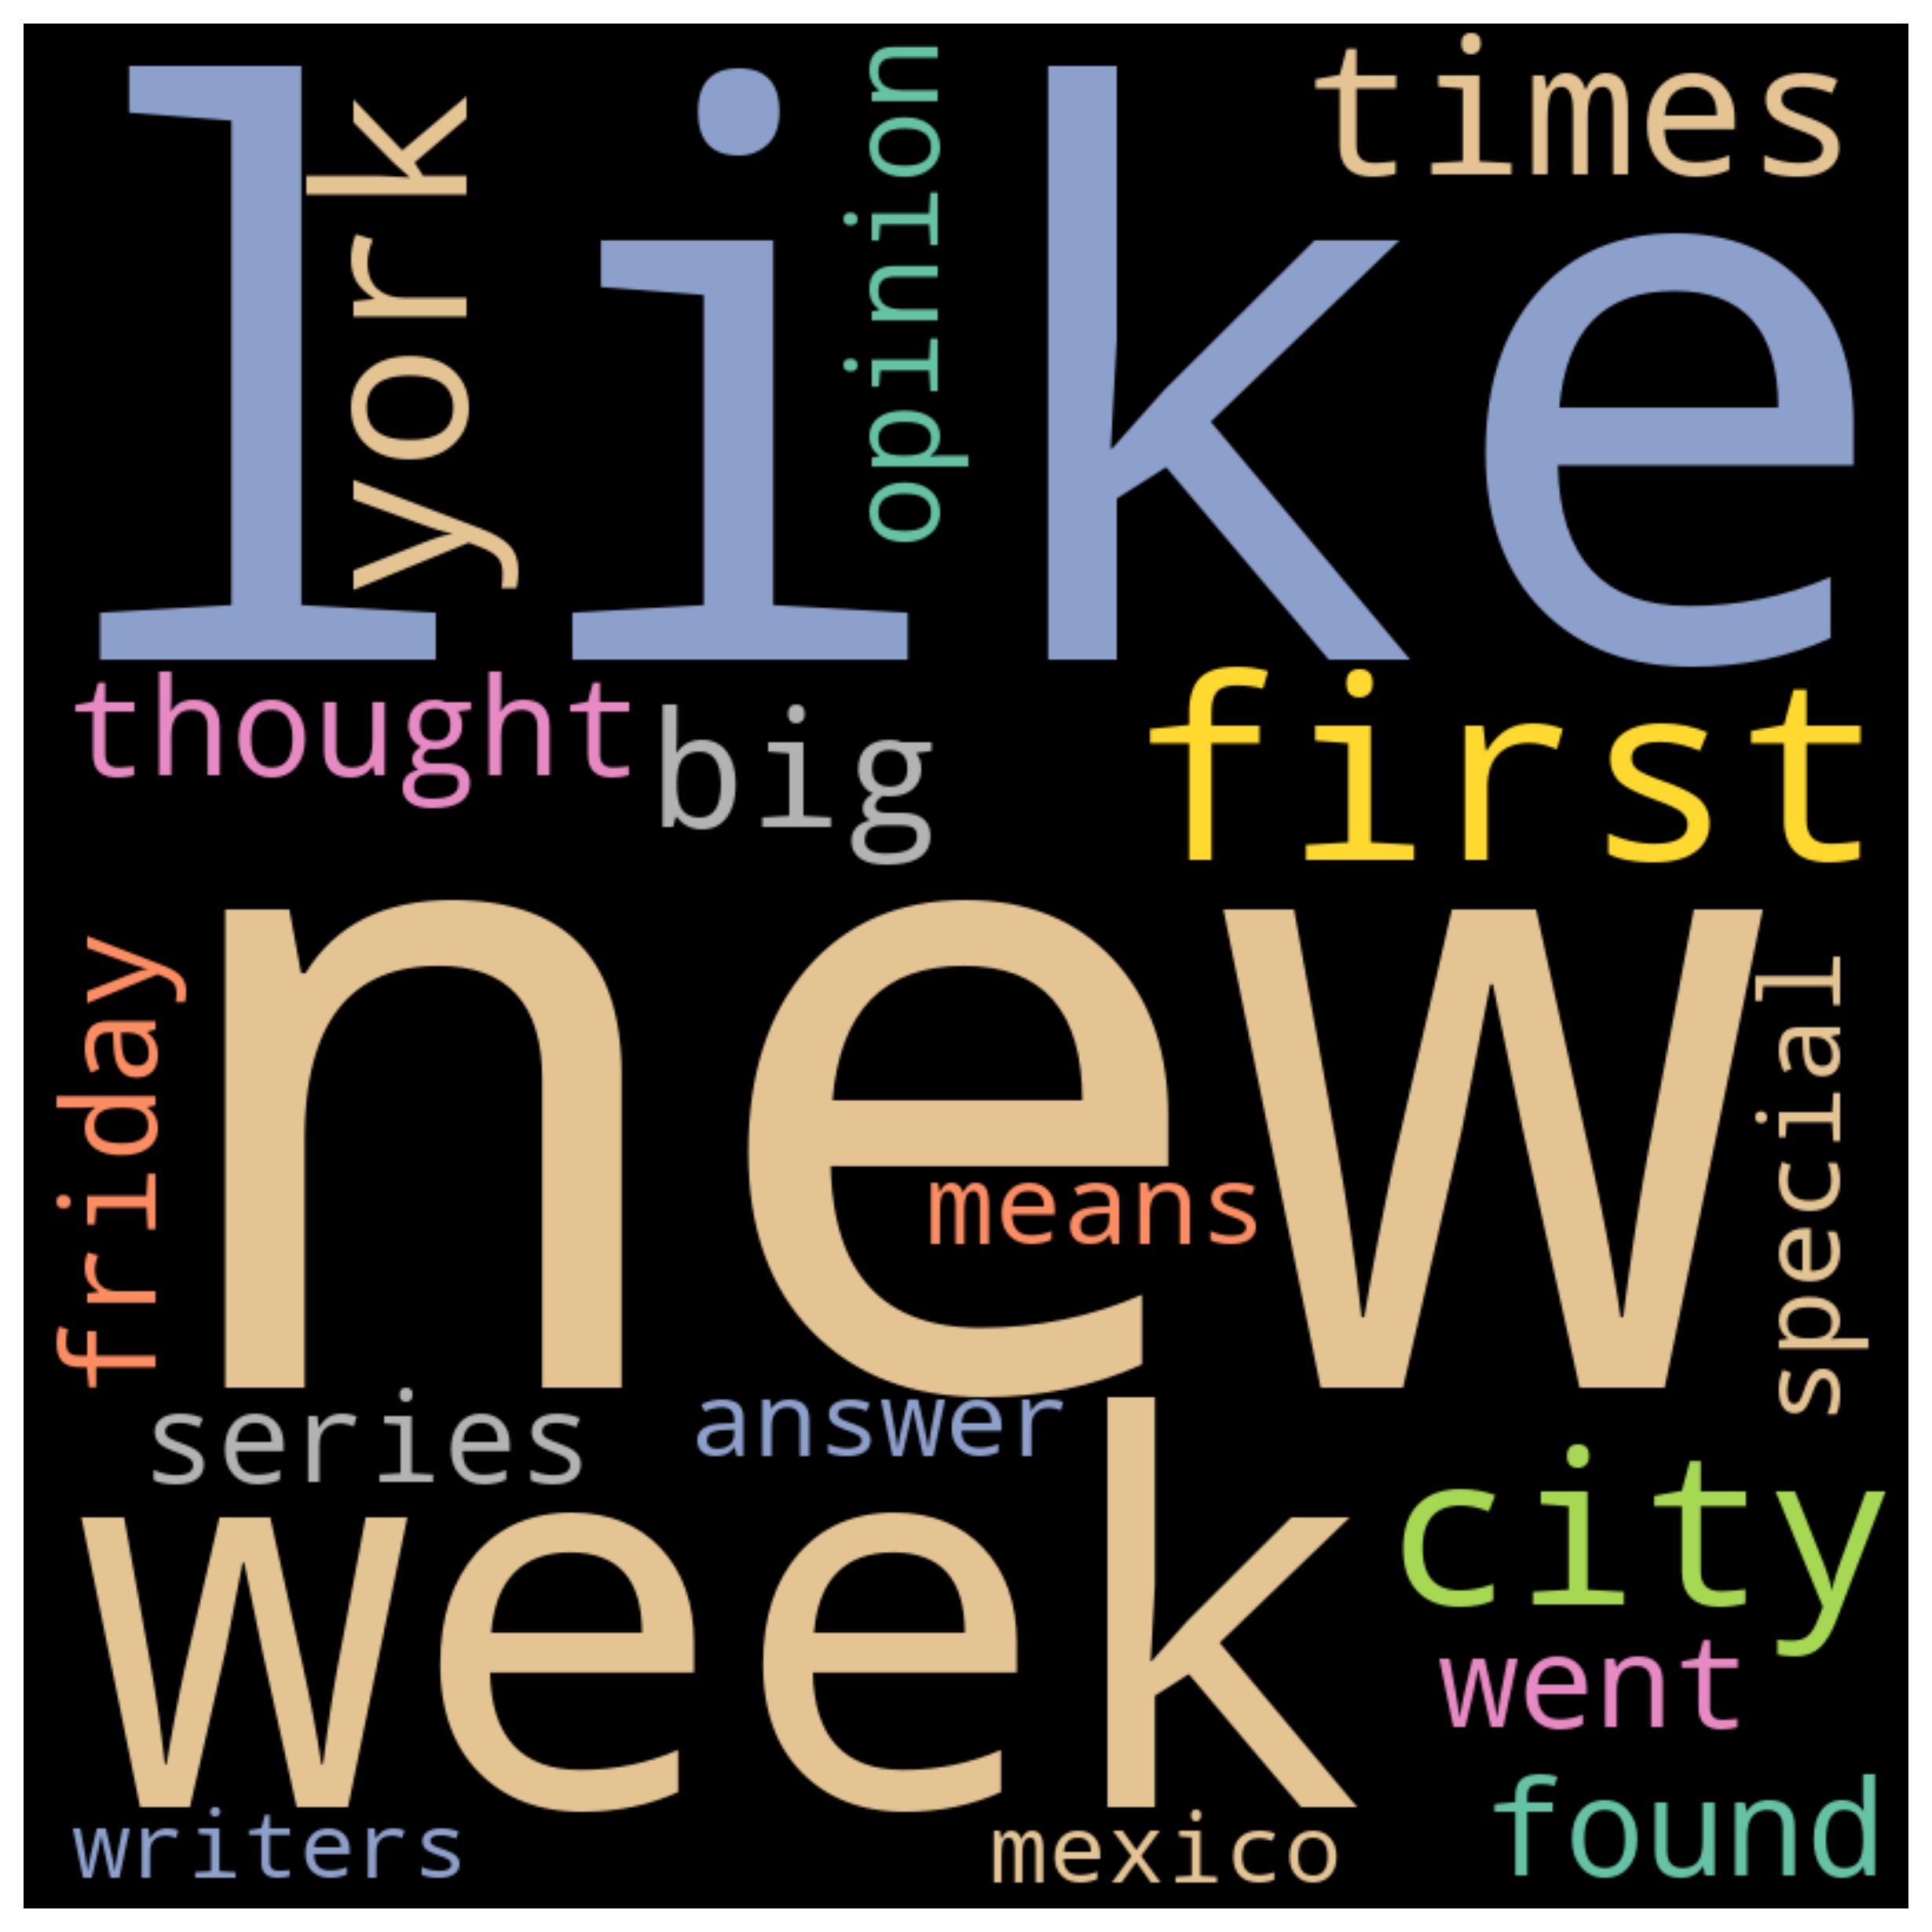 like
york
opinion
times
thought
big
first
new
friday
means
special
series
answer
week
city
went
found
writers
mexico